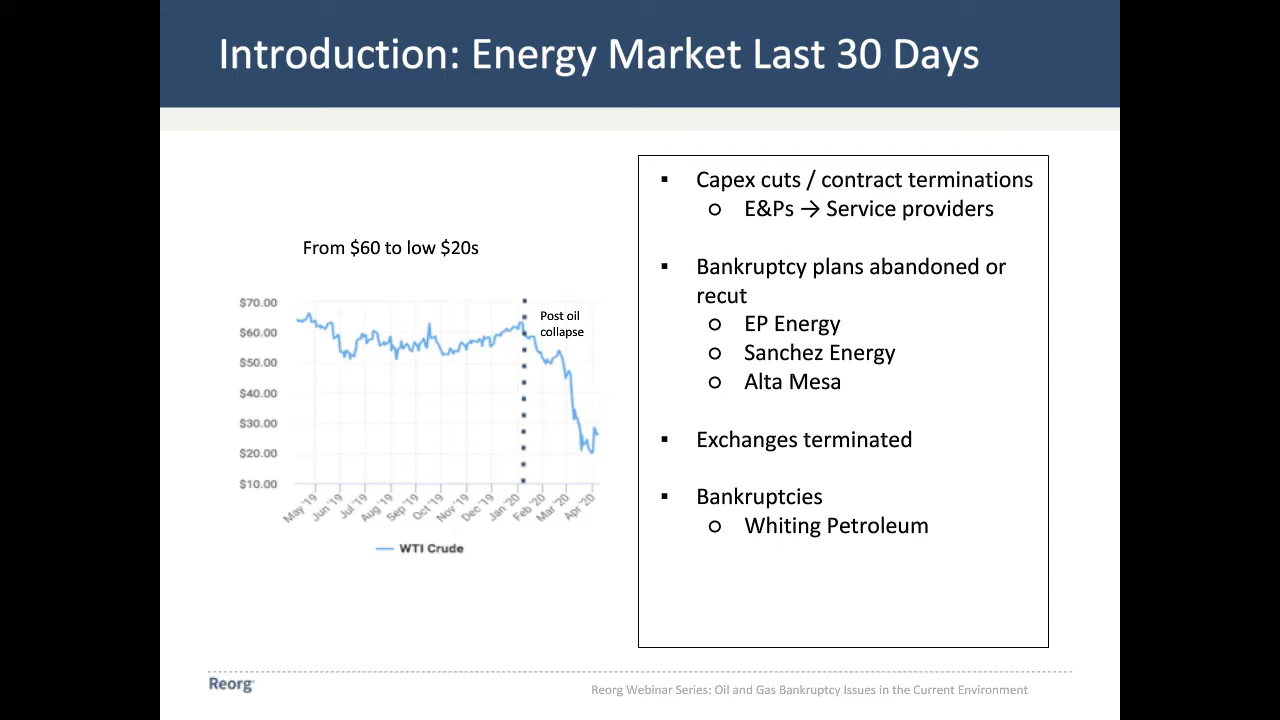 Introduction: Energy Market Last 30 Days
From $60 to low $20s
$70.00
$60.00
$50.00
$40.00
$30.00
$20.00
$10.00
Post oil
collapse
May '19
Jun '19
Jul '19
Aug '19
Sep '19
Oct '19
Nov '19
Dec '19
Jan '20
Feb '20
Mar '20
Apr '20
WTI Crude
▪ Capex cuts / contract terminations
○ E&Ps → Service providers
▪ Bankruptcy plans abandoned or
recut
○ EP Energy
○ Sanchez Energy
○ Alta Mesa
▪ Exchanges terminated
▪ Bankruptcies
○ Whiting Petroleum
Reorg
Reorg Webinar Series: Oil and Gas Bankruptcy Issues in the Current Environment